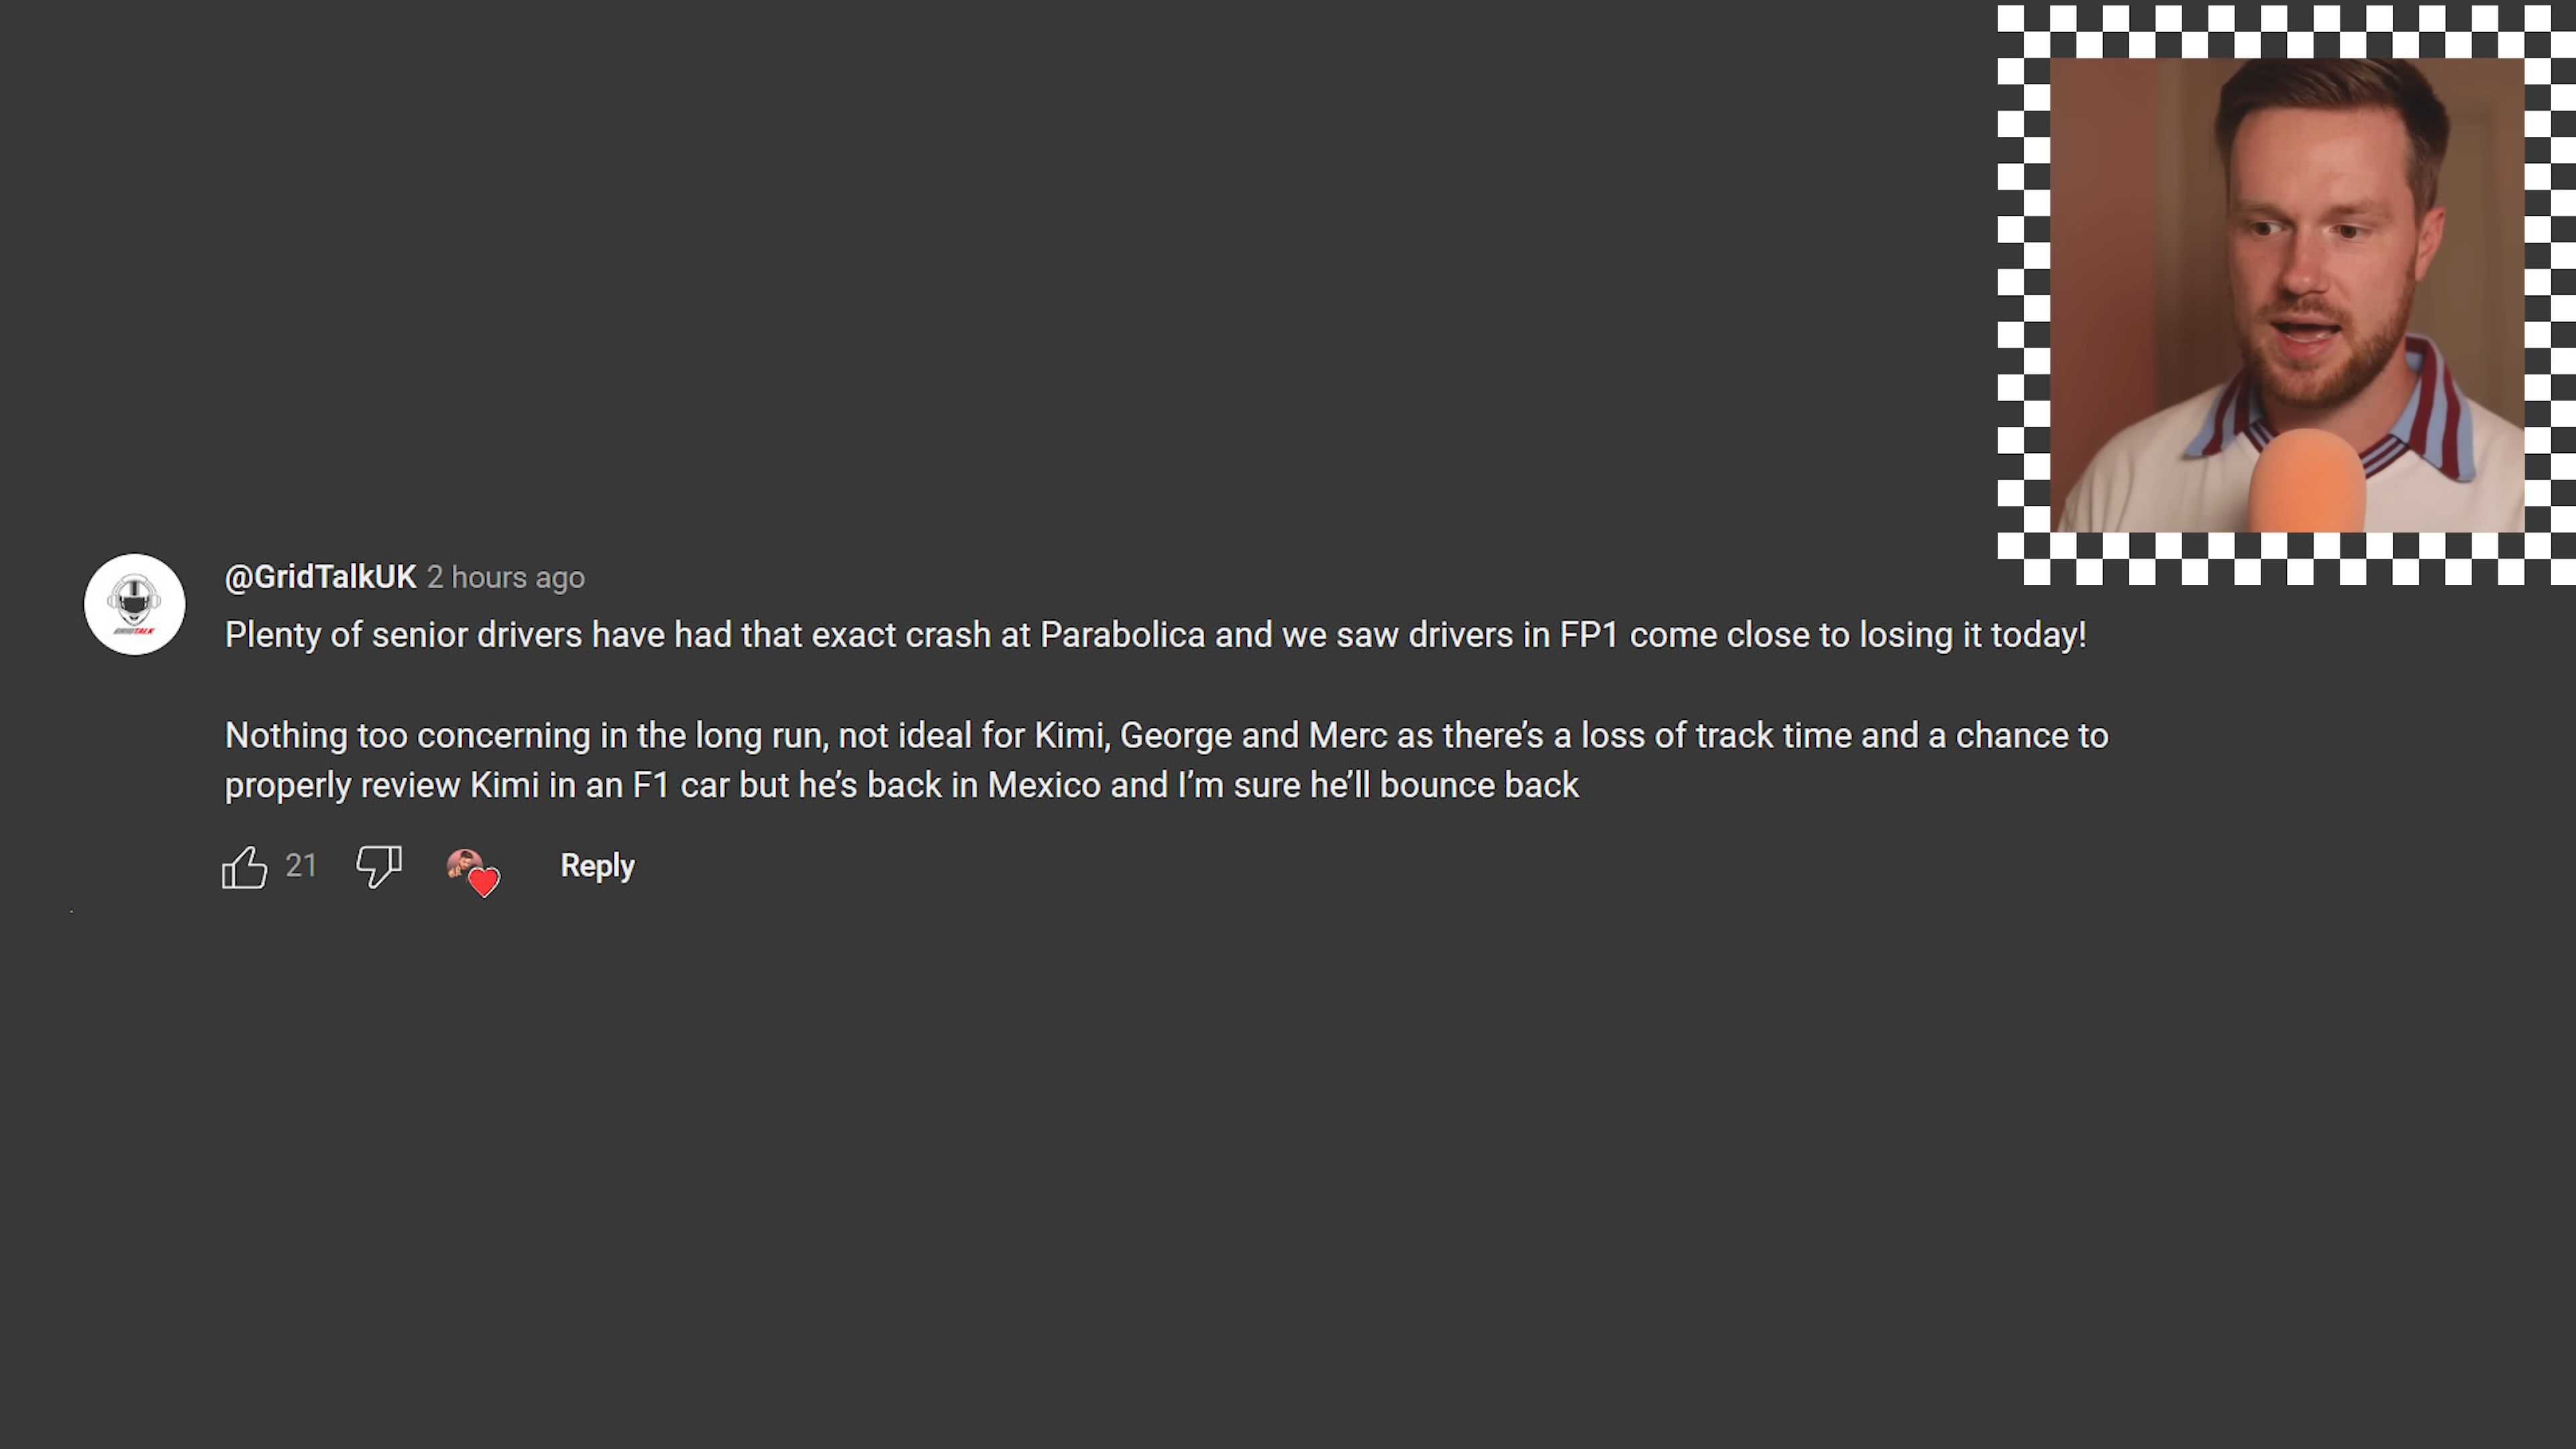 @GridTalkUK 2 hours ago
Plenty of senior drivers have had that exact crash at Parabolica and we saw drivers in FP1 come close to losing it today!
Nothing too concerning in the long run, not ideal for Kimi, George and Merc as there’s a loss of track time and a chance to
properly review Kimi in an F1 car but he’s back in Mexico and I’m sure he’ll bounce back
21 Reply